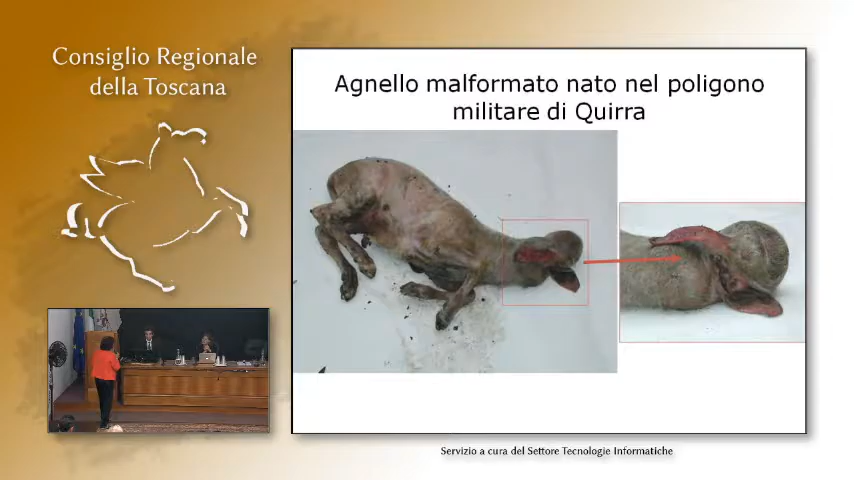 Consiglio Regionale
della Toscana
Agnello malformato nato nel poligono
militare di Quirra
Servizio a cura del Settore Tecnologie Informatiche